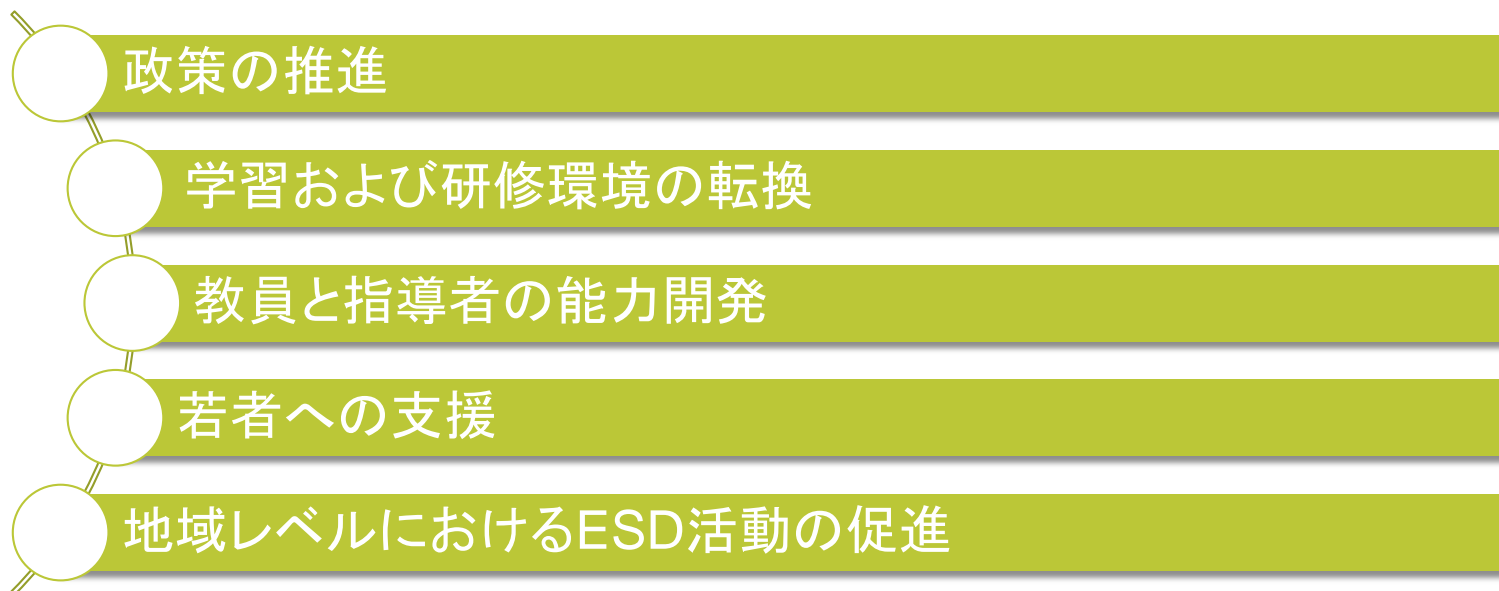 政策の推進
学習および研修環境の転換
教員と指導者の能力開発
若者への支援
地域レベルにおけるESD活動の促進